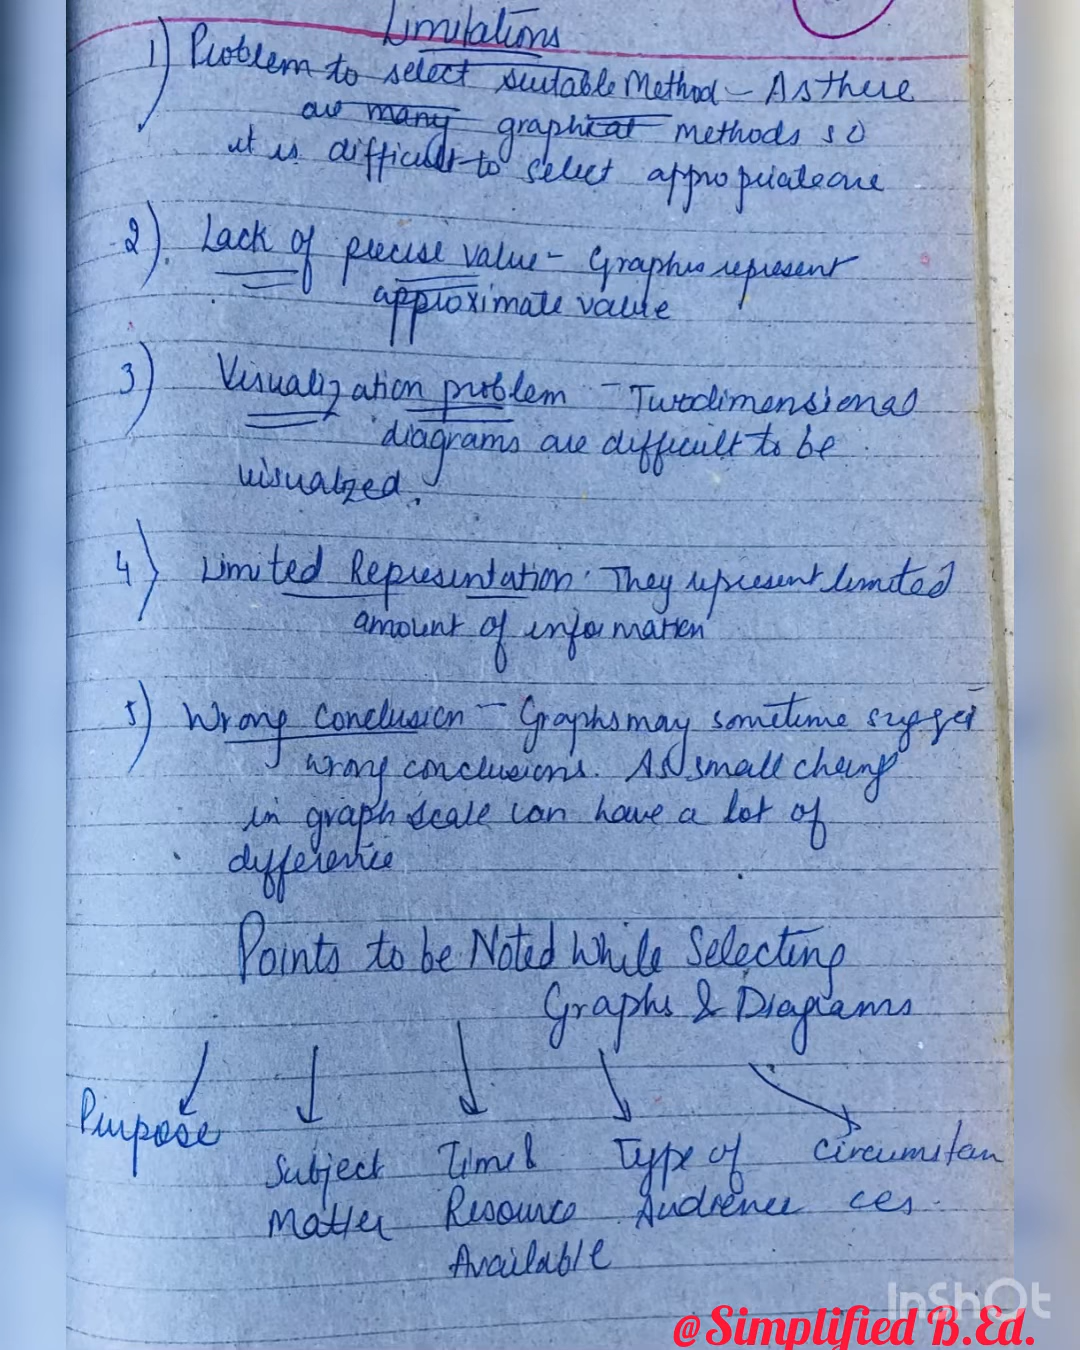 Limitations
1) Problem to select suitable Method - As there
are many graphical methods so
it is difficult to select appropriate one
2) Lack of precise value - Graphs represent
approximate value
3) Visualization problem - Two dimensional
diagrams are difficult to be
visualized.
4) Limited Representation. They represent limited
amount of information
5) Wrong Conclusion - Graphs may sometime
wrong conclusions. As small
in graph scale can have a lot of
difference
Points to be Noted While Selecting
Graphs & Diagrams
Purpose
Subject
Matter
Time &
Resource
Available
Type of
Audience
Circumstan
ces.
InShOt
@Simplified B.Ed.